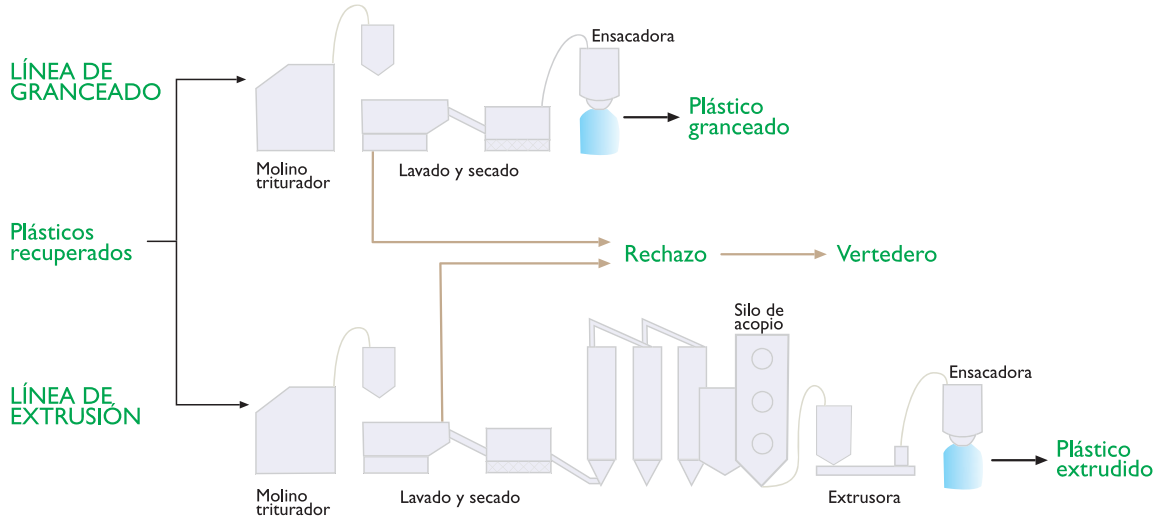 LÍNEA DE
GRANCEADO
Ensacadora
Plástico
granceado
Molino
triturador
Lavado y secado
Plásticos
recuperados
Rechazo
Vertedero
Silo de
acopio
LÍNEA DE
EXTRUSIÓN
Ensacadora
Plástico
extrudido
Molino
triturador
Lavado y secado
Extrusora